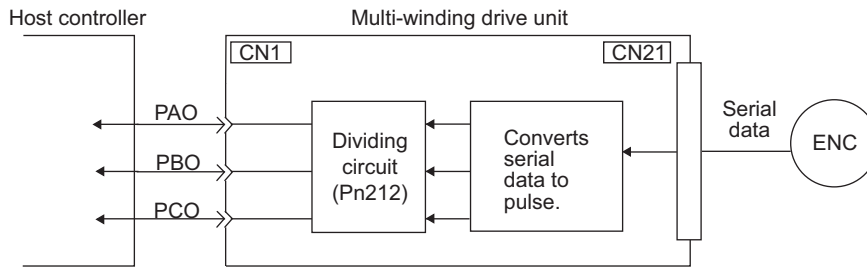 Host controller
Multi-winding drive unit
CN1
CN21
PAO
PBO
PCO
Dividing
circuit
(Pn212)
Converts
serial
data to
pulse.
Serial
data
ENC